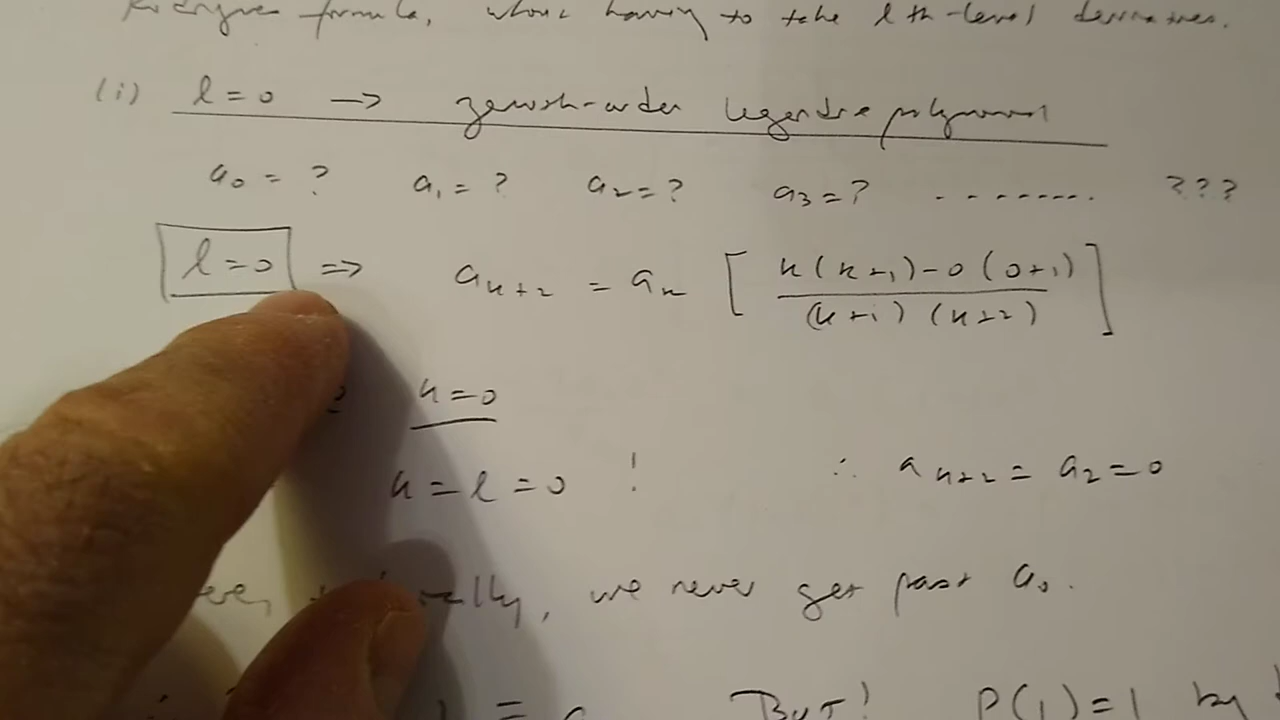 Rodrigues formula, having to take l th-level derivatives.
(i) l = 0 → zeroth-order Legendre polynomial
a₀ = ? a₁ = ? a₂ = ? a₃ = ? - - - - - - - . ???
l = 0 ⇒ aₙ₊₂ = aₙ [ n(n+1) - 0(0+1) / (n+1)(n+2) ]
n = 0
n = l = 0 ! ∴ aₙ₊₂ = a₂ = 0
we never get past a₀.
= BUT! P(1) = 1 by